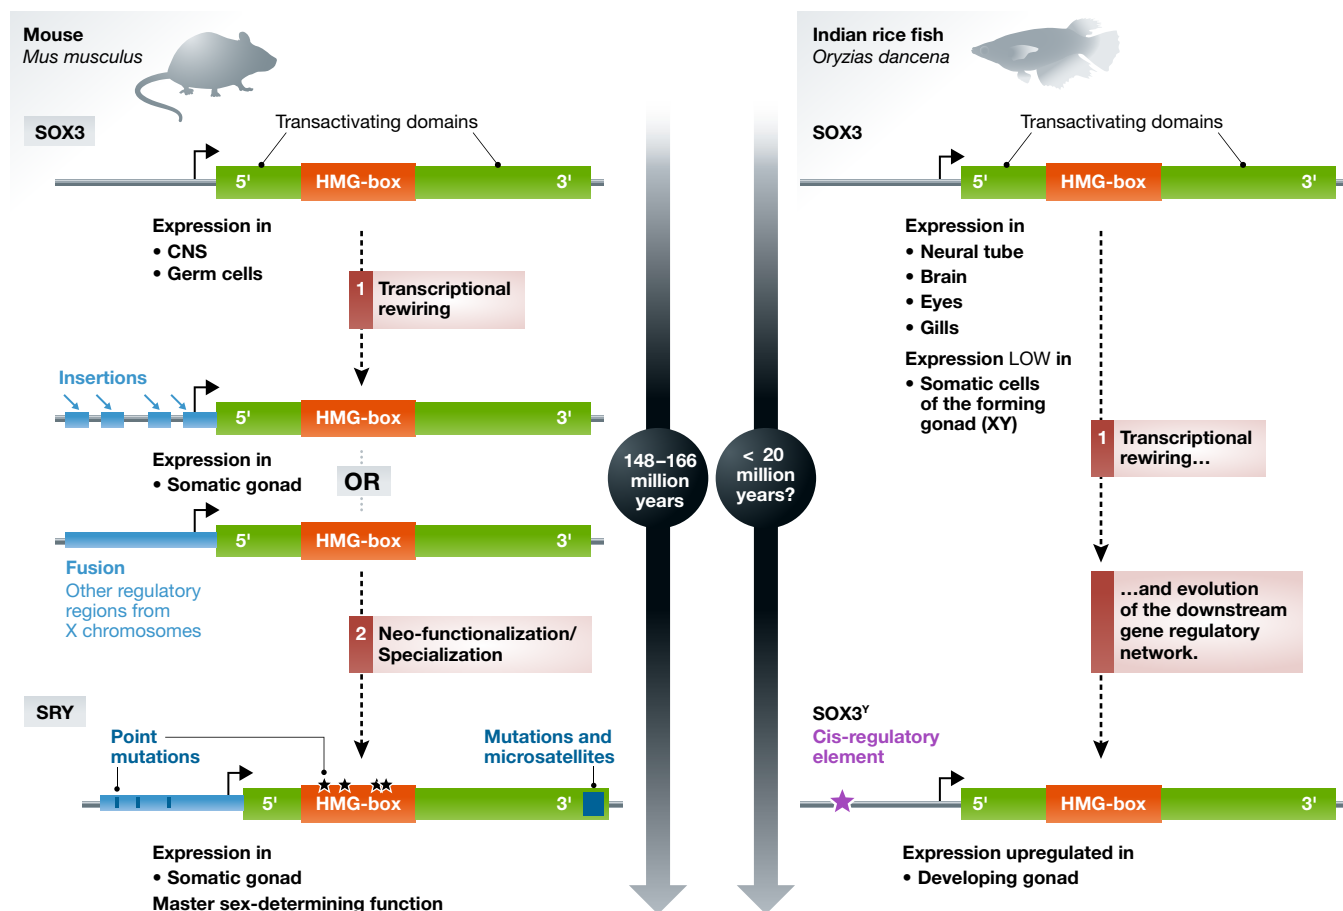 Mouse
Mus musculus
SOX3
Transactivating domains
5'
HMG-box
3'
Expression in
• CNS
• Germ cells
1
Transcriptional
rewiring
Insertions
5'
HMG-box
3'
Expression in
• Somatic gonad
OR
5'
HMG-box
3'
Fusion
Other regulatory
regions from
X chromosomes
2
Neo-functionalization/
Specialization
SRY
Point
mutations
Mutations and
microsatellites
5'
HMG-box
3'
Expression in
• Somatic gonad
Master sex-determining function
148–166
million
years
< 20
million
years?
Indian rice fish
Oryzias dancena
SOX3
Transactivating domains
5'
HMG-box
3'
Expression in
• Neural tube
• Brain
• Eyes
• Gills
Expression LOW in
• Somatic cells
of the forming
gonad (XY)
1
Transcriptional
rewiring...
...and evolution
of the downstream
gene regulatory
network.
SOX3ʸ
Cis-regulatory
element
5'
HMG-box
3'
Expression upregulated in
• Developing gonad